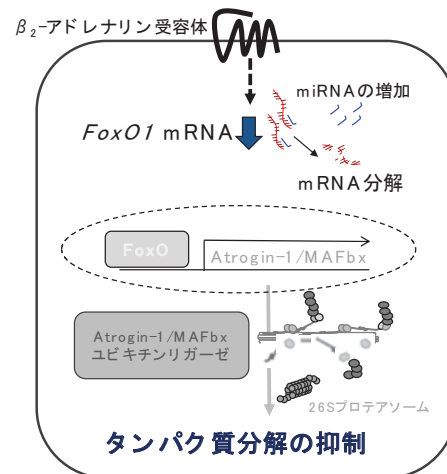 β₂-アドレナリン受容体
miRNAの増加
FoxO1 mRNA
mRNA分解
FoxO
Atrogin-1/MAFbx
Atrogin-1/MAFbx
ユビキチンリガーゼ
26Sプロテアソーム
タンパク質分解の抑制